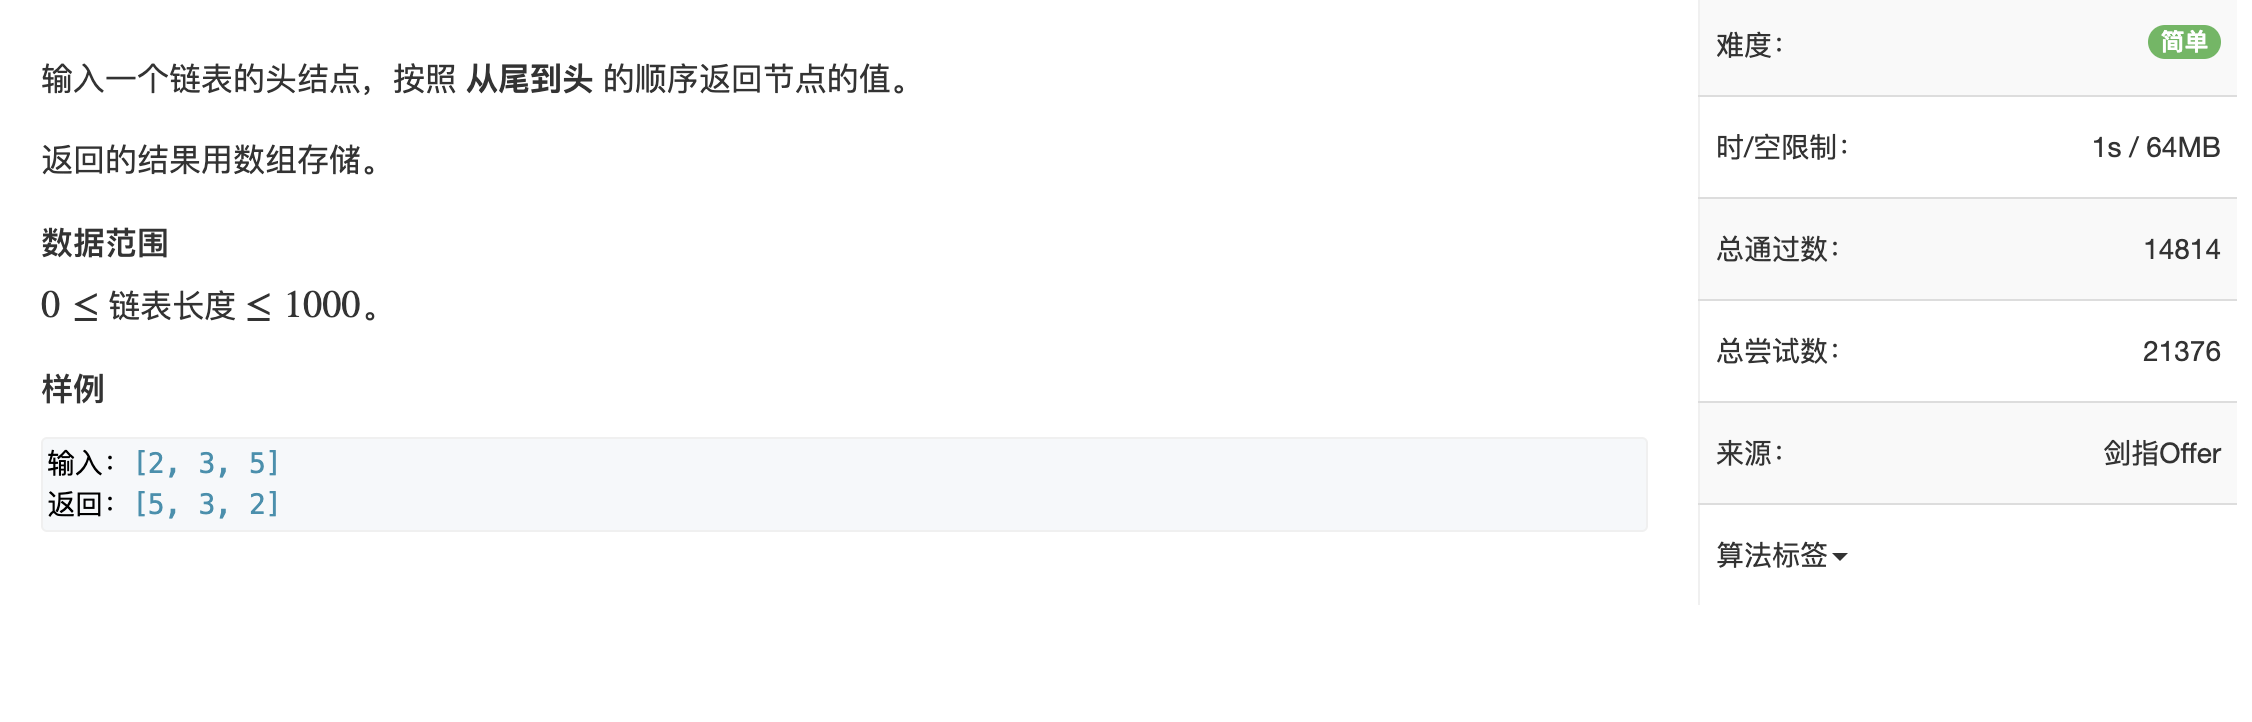 输入一个链表的头结点，按照 从尾到头 的顺序返回节点的值。
返回的结果用数组存储。
数据范围
0 ≤ 链表长度 ≤ 1000。
样例
输入：[2, 3, 5]
返回：[5, 3, 2]
难度： 简单
时/空限制： 1s / 64MB
总通过数： 14814
总尝试数： 21376
来源： 剑指Offer
算法标签